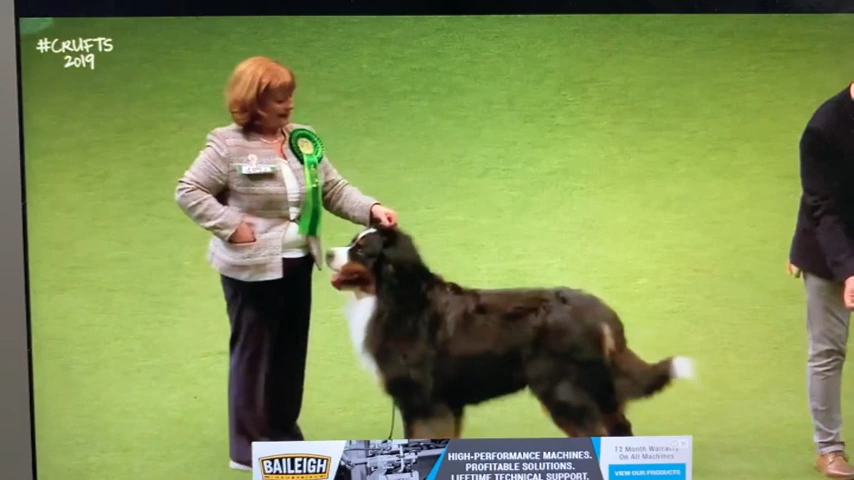 #CRUFTS
2019
BAILEIGH
HIGH-PERFORMANCE MACHINES.
PROFITABLE SOLUTIONS.
LIFETIME TECHNICAL SUPPORT.
12 Month Warranty
On All Machines
VIEW OUR PRODUCTS